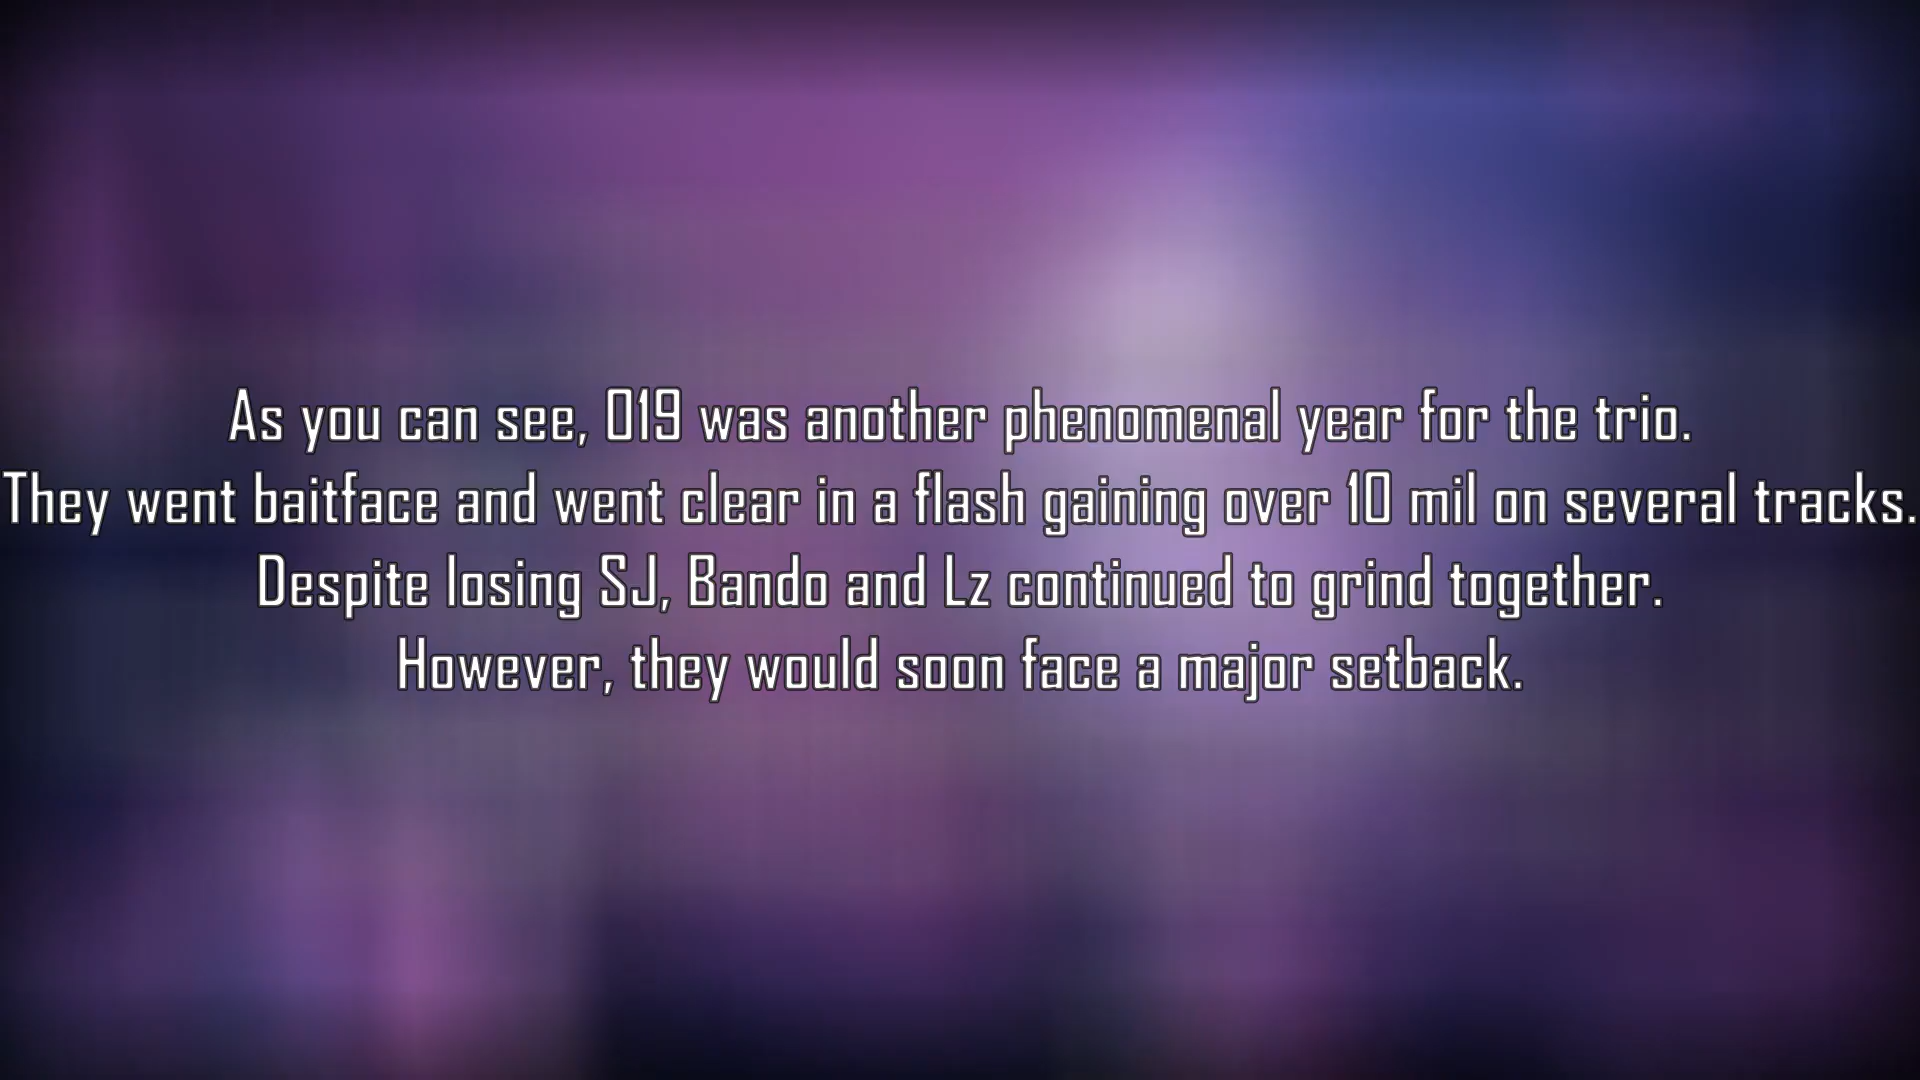 As you can see, 019 was another phenomenal year for the trio.
They went baitface and went clear in a flash gaining over 10 mil on several tracks.
Despite losing SJ, Bando and Lz continued to grind together.
However, they would soon face a major setback.